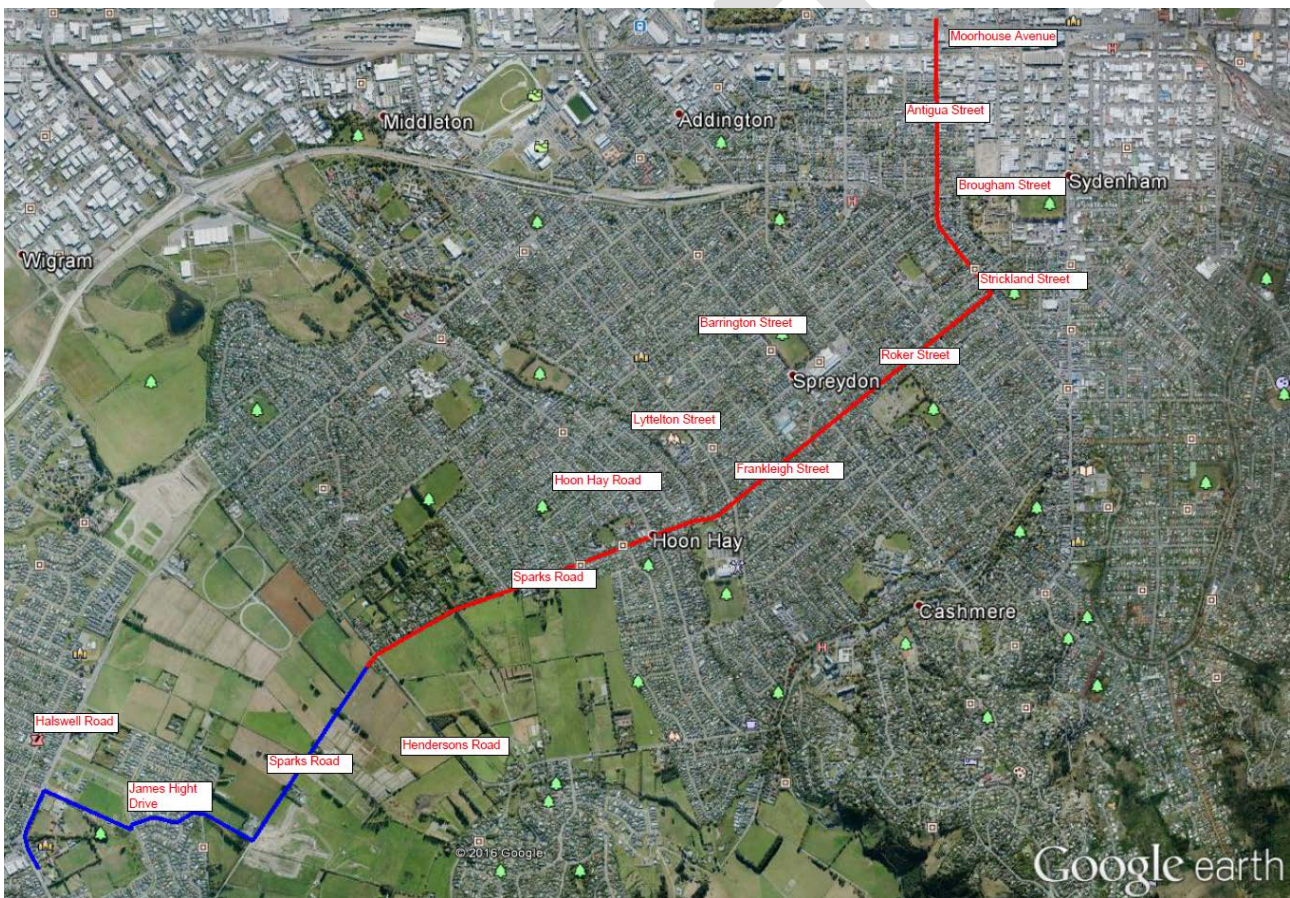 Moorhouse Avenue
Antigua Street
Middleton
Addington
Brougham Street
Sydenham
Wigram
Strickland Street
Barrington Street
Roker Street
Spreydon
Lyttelton Street
Frankleigh Street
Hoon Hay Road
Hoon Hay
Sparks Road
Cashmere
Halswell Road
Hendersons Road
Sparks Road
James Hight
Drive
© 2016 Google
Google earth